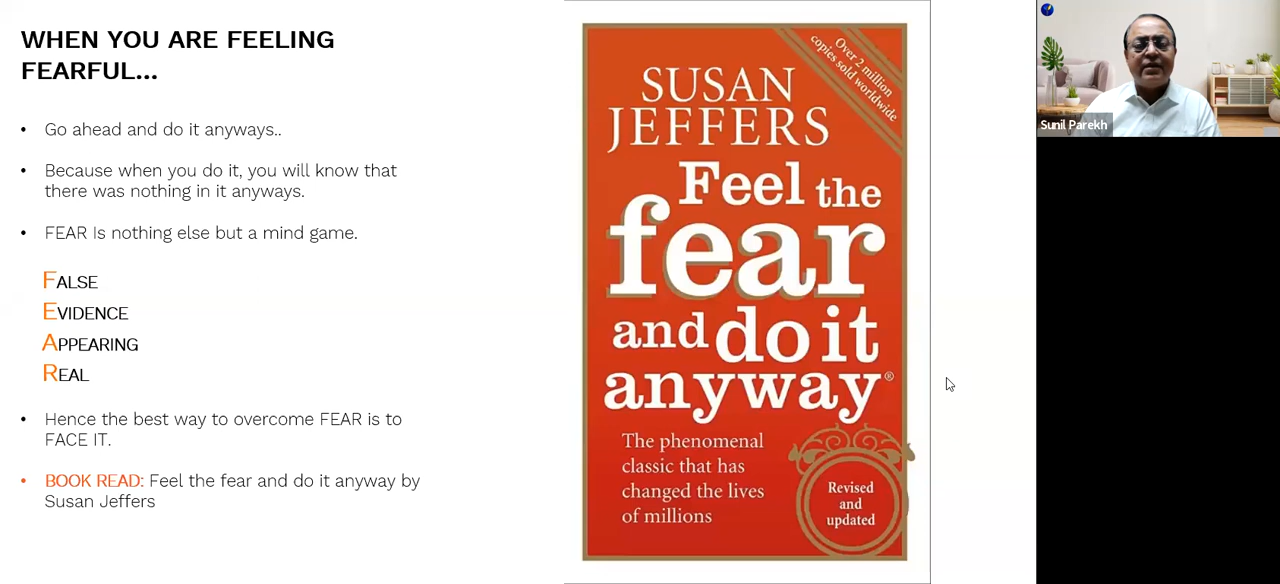 WHEN YOU ARE FEELING
FEARFUL...
• Go ahead and do it anyways..
• Because when you do it, you will know that
there was nothing in it anyways.
• FEAR Is nothing else but a mind game.
FALSE
EVIDENCE
APPEARING
REAL
• Hence the best way to overcome FEAR is to
FACE IT.
• BOOK READ: Feel the fear and do it anyway by
Susan Jeffers
Over 2 million
copies sold worldwide
SUSAN
JEFFERS
Feel the
fear
and do it
anyway®
The phenomenal
classic that has
changed the lives
of millions
Revised
and
updated
Sunil Parekh